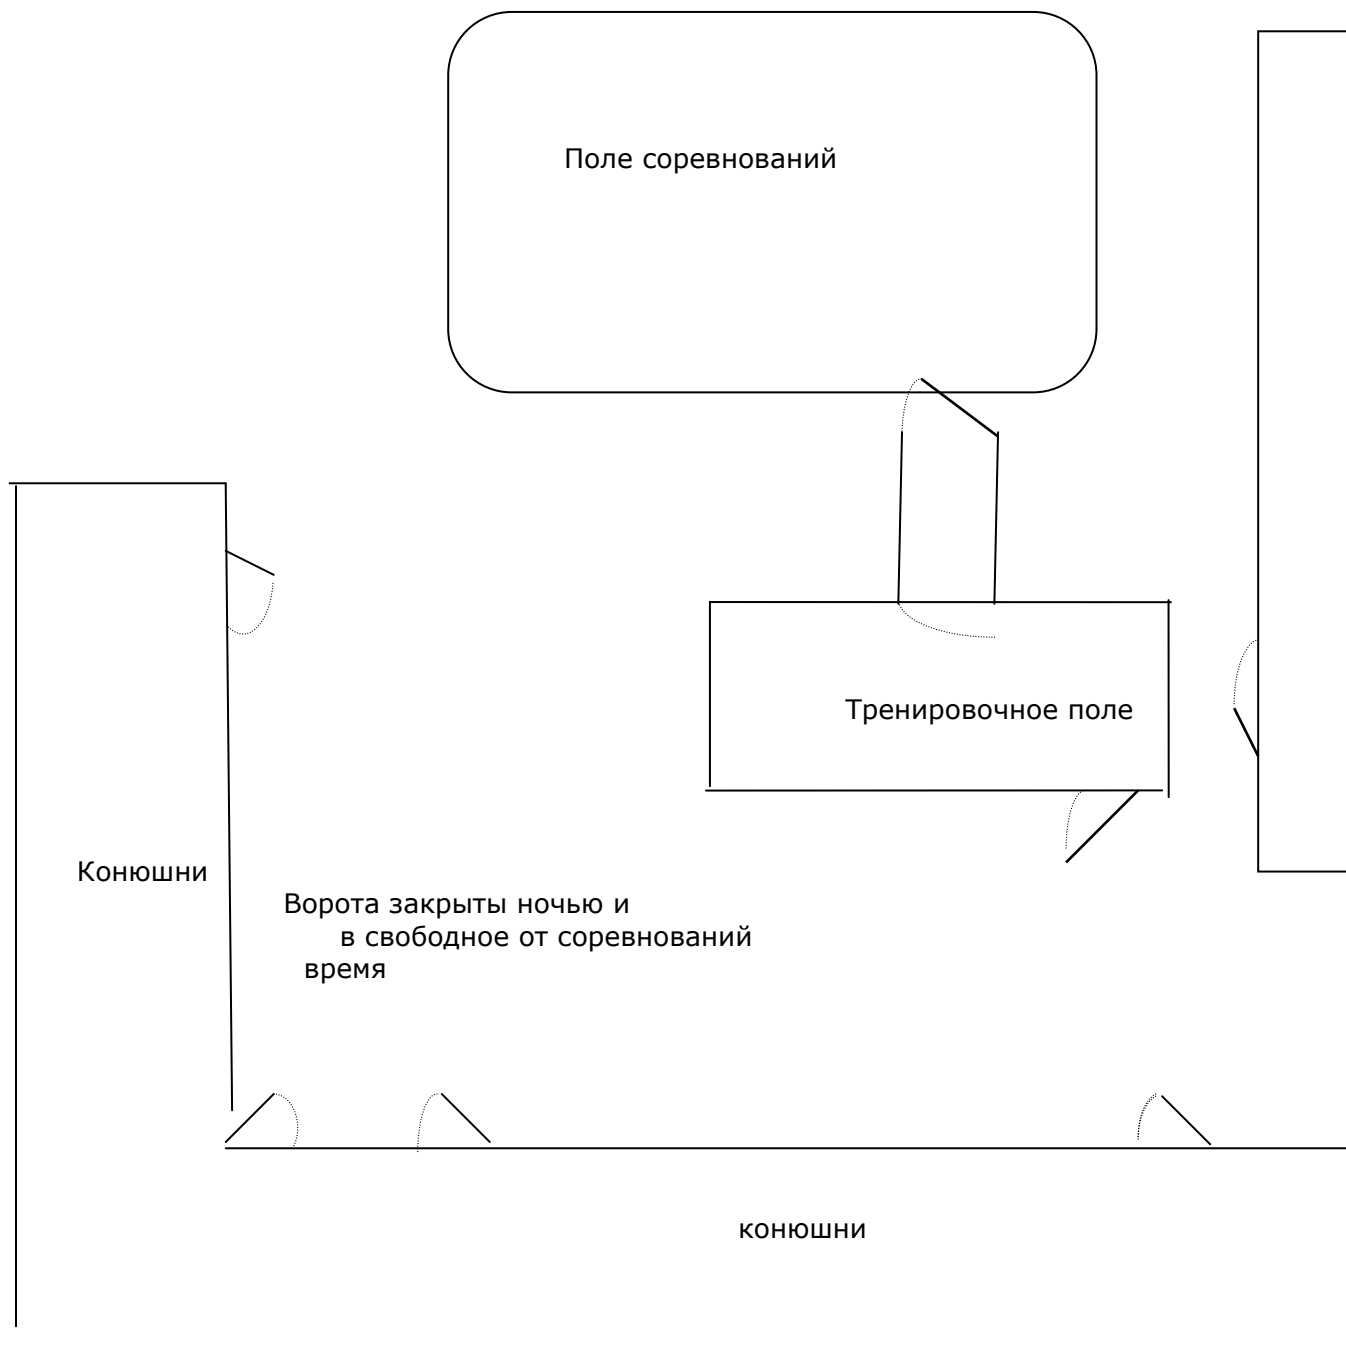 Поле соревнований
Тренировочное поле
Конюшни
Ворота закрыты ночью и
в свободное от соревнований
время
конюшни